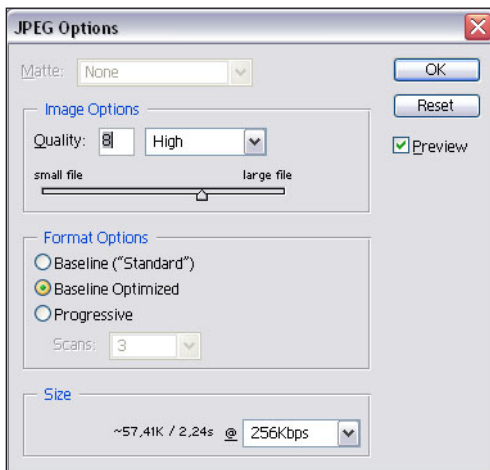 JPEG Options
Matte: None
OK
Image Options
Reset
Quality: 8 High
Preview
small file large file
Format Options
Baseline ("Standard")
Baseline Optimized
Progressive
Scans: 3
Size
~57,41K / 2,24s @ 256Kbps